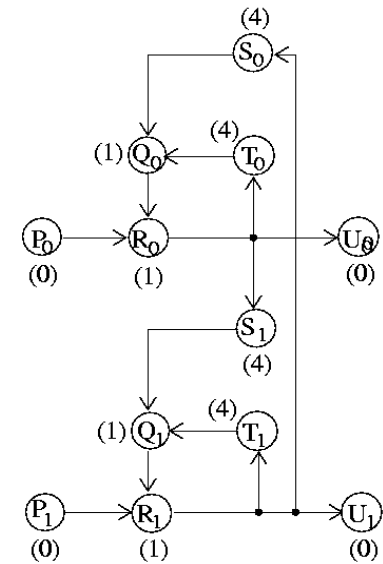 (4)
S0
(4)
(1) Q0 T0
P0 R0 U0
(0) (1) (0)
S1
(4)
(4)
(1) Q1 T1
P1 R1 U1
(0) (1) (0)